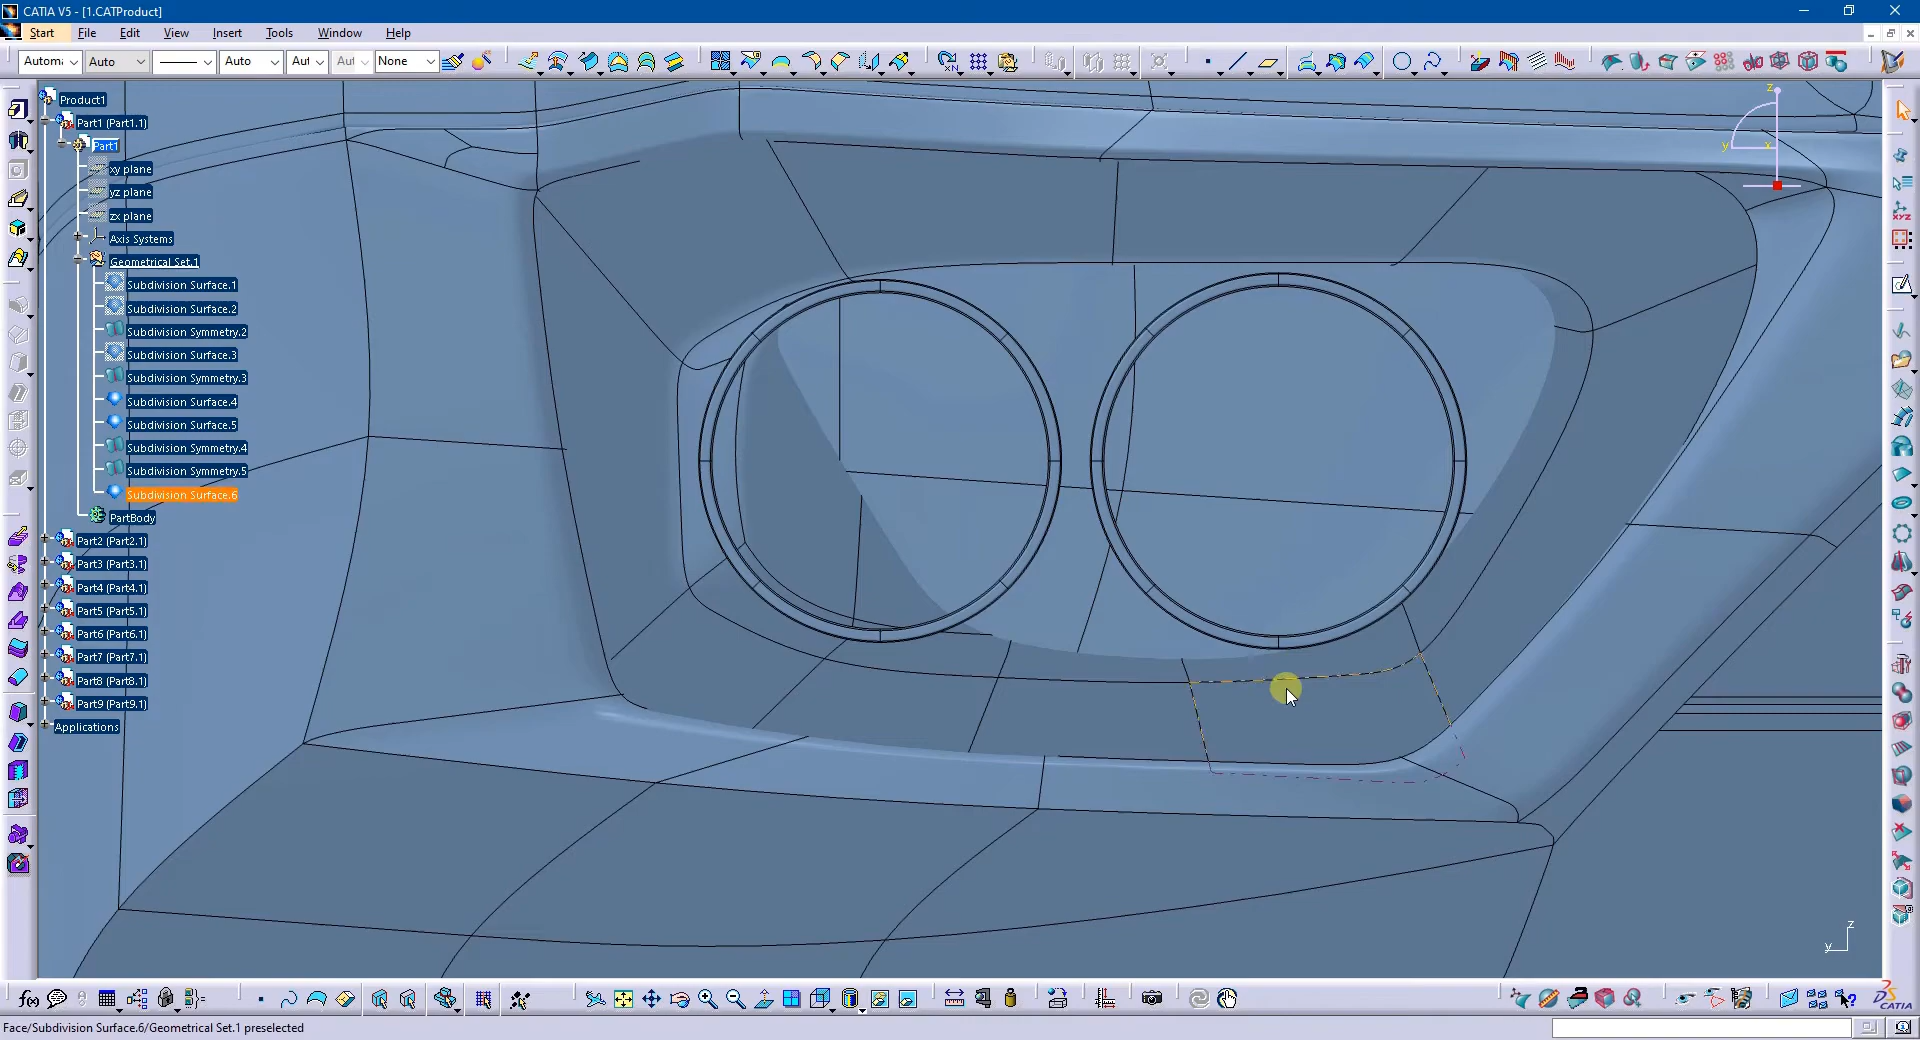 CATIA V5 - [1.CATProduct]
Start File Edit View Insert Tools Window Help
Auto Auto Auto None
Product1
Part1 (Part1.1)
Part1
xy plane
yz plane
zx plane
Axis Systems
Geometrical Set.1
Subdivision Surface.1
Subdivision Surface.2
Subdivision Symmetry.2
Subdivision Surface.3
Subdivision Symmetry.3
Subdivision Surface.4
Subdivision Surface.5
Subdivision Symmetry.4
Subdivision Symmetry.5
Subdivision Surface.6
PartBody
Part2 (Part2.1)
Part3 (Part3.1)
Part4 (Part4.1)
Part5 (Part5.1)
Part6 (Part6.1)
Part7 (Part7.1)
Part8 (Part8.1)
Part9 (Part9.1)
Applications
z
y x
z
y
f(x)
CATIA
Face/Subdivision Surface.6/Geometrical Set.1 preselected